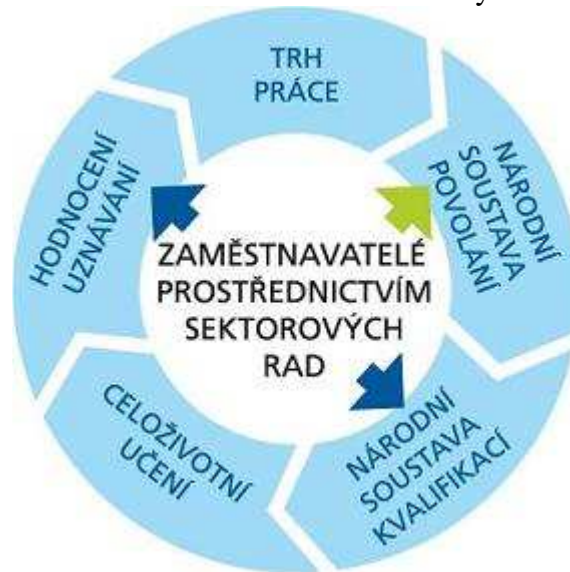 TRH
PRÁCE
NÁRODNÍ
SOUSTAVA
POVOLÁNÍ
NÁRODNÍ
SOUSTAVA
KVALIFIKACÍ
CELOŽIVOTNÍ
UČENÍ
HODNOCENÍ
UZNÁVÁNÍ
ZAMĚSTNAVATELÉ
PROSTŘEDNICTVÍM
SEKTOROVÝCH
RAD